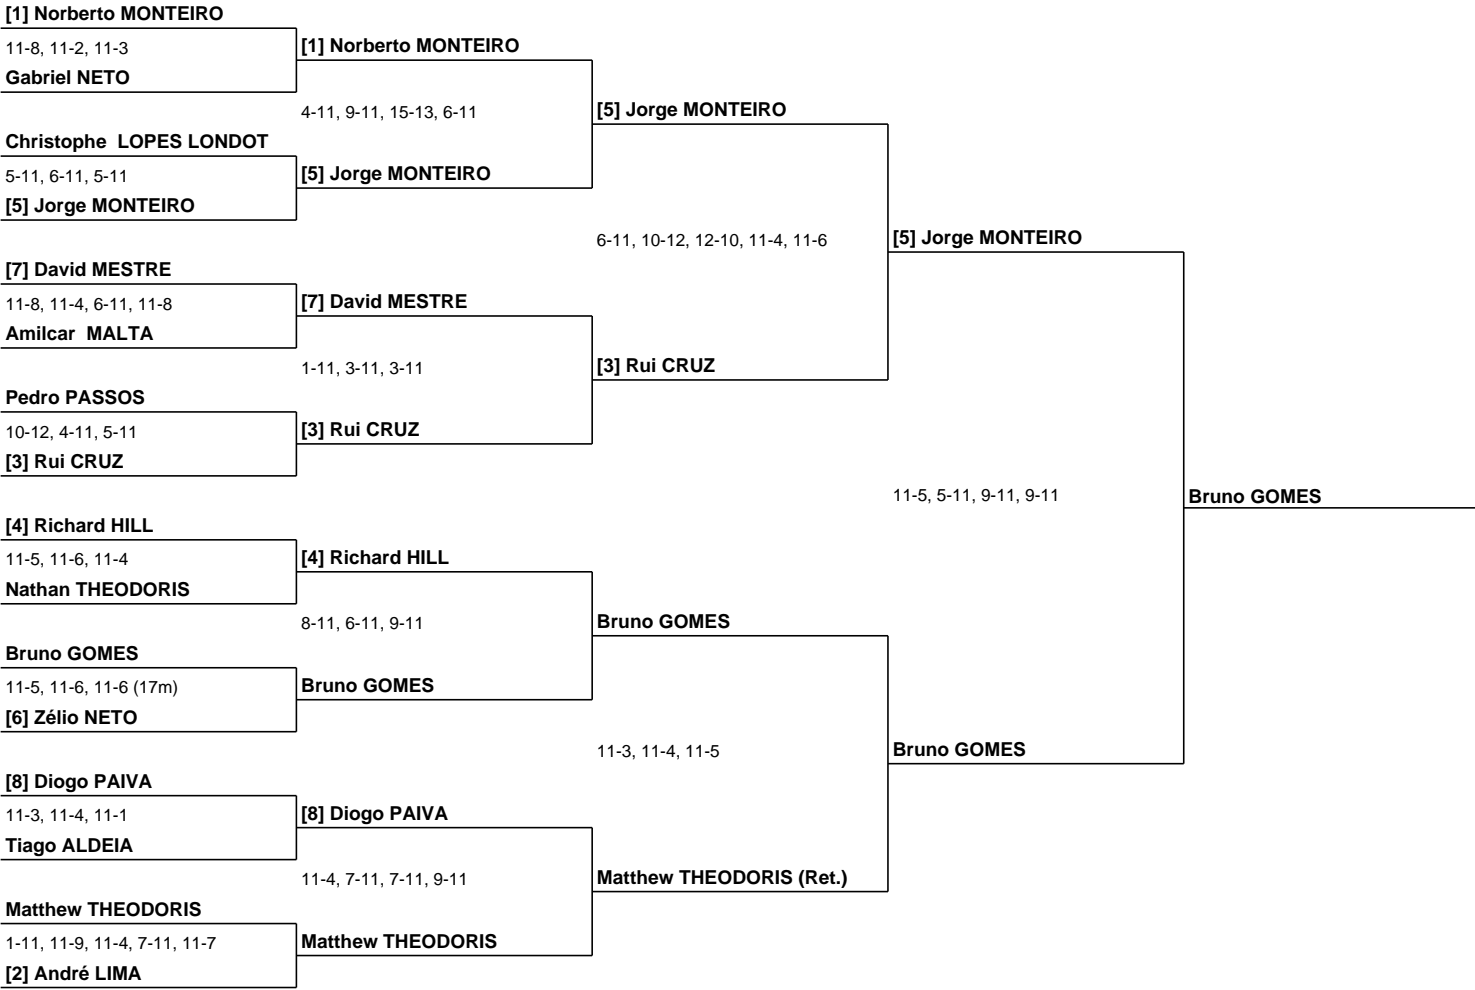 [1] Norberto MONTEIRO
11-8, 11-2, 11-3
Gabriel NETO
Christophe  LOPES LONDOT
5-11, 6-11, 5-11
[5] Jorge MONTEIRO
[7] David MESTRE
11-8, 11-4, 6-11, 11-8
Amilcar  MALTA
Pedro PASSOS
10-12, 4-11, 5-11
[3] Rui CRUZ
[4] Richard HILL
11-5, 11-6, 11-4
Nathan THEODORIS
Bruno GOMES
11-5, 11-6, 11-6 (17m)
[6] Zélio NETO
[8] Diogo PAIVA
11-3, 11-4, 11-1
Tiago ALDEIA
Matthew THEODORIS
1-11, 11-9, 11-4, 7-11, 11-7
[2] André LIMA
[1] Norberto MONTEIRO
4-11, 9-11, 15-13, 6-11
[5] Jorge MONTEIRO
[7] David MESTRE
1-11, 3-11, 3-11
[3] Rui CRUZ
[4] Richard HILL
8-11, 6-11, 9-11
Bruno GOMES
[8] Diogo PAIVA
11-4, 7-11, 7-11, 9-11
Matthew THEODORIS
[5] Jorge MONTEIRO
6-11, 10-12, 12-10, 11-4, 11-6
[3] Rui CRUZ
Bruno GOMES
11-3, 11-4, 11-5
Matthew THEODORIS (Ret.)
[5] Jorge MONTEIRO
11-5, 5-11, 9-11, 9-11
Bruno GOMES
Bruno GOMES